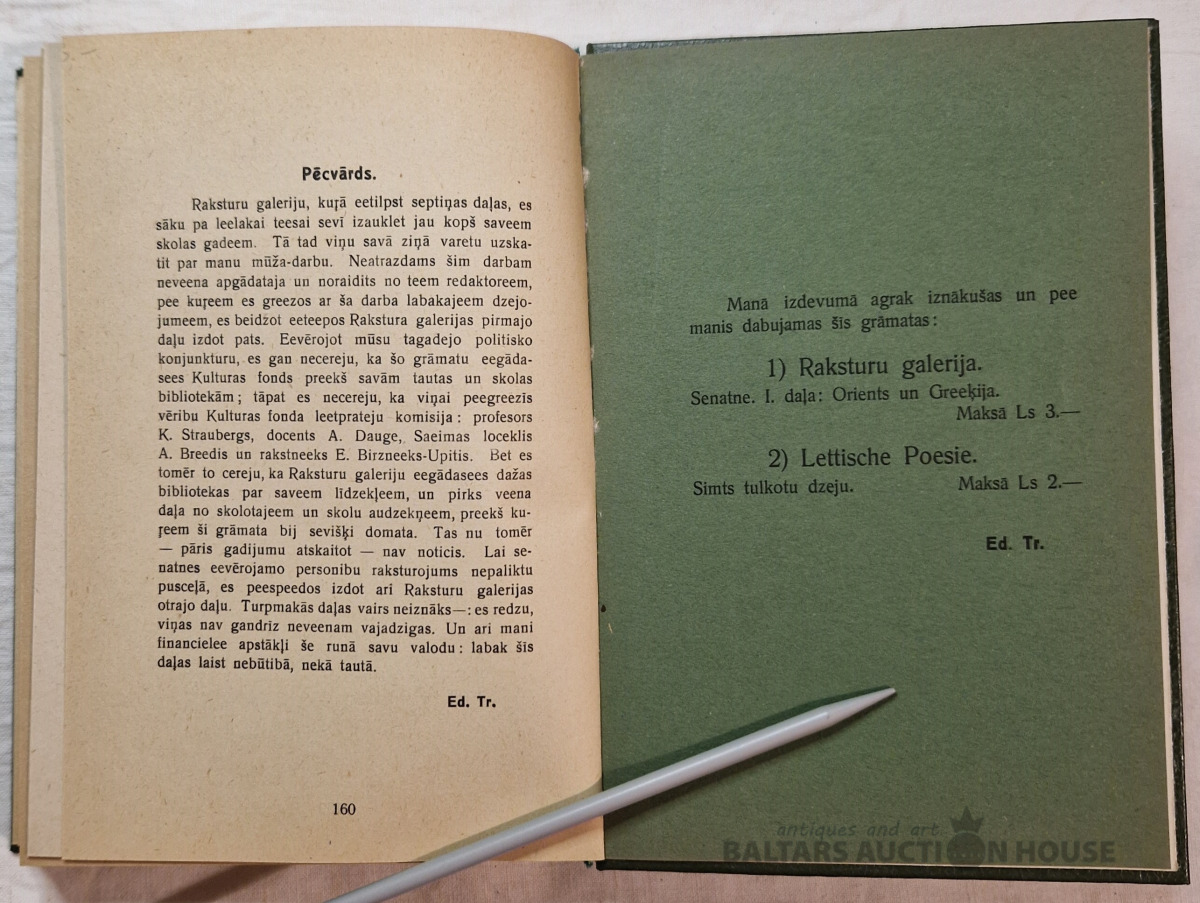 Pēcvārds.
Raksturu galeriju, kuŗā eetilpst septiņas daļas, es
sāku pa leelakai teesai sevī izauklet jau kopš saveem
skolas gadeem. Tā tad viņu savā ziņā varetu uzska-
tit par manu mūža-darbu. Neatrazdams šim darbam
neveena apgādataja un noraidits no teem redaktoreem,
pee kuŗeem es greezos ar ša darba labakajeem dzejo-
jumeem, es beidzot eeteepos Rakstura galerijas pirmajo
daļu izdot pats. Eevērojot mūsu tagadejo politisko
konjunkturu, es gan necereju, ka šo grāmatu eegāda-
sees Kulturas fonds preekš savām tautas un skolas
bibliotekām; tāpat es necereju, ka viņai peegreezīs
vēribu Kulturas fonda leetprateju komisija: profesors
K. Straubergs, docents A. Dauge, Saeimas loceklis
A. Breedis un rakstneeks E. Birzneeks-Upitis. Bet es
tomēr to cereju, ka Raksturu galeriju eegādasees dažas
bibliotekas par saveem līdzekļeem, un pirks veena
daļa no skolotajeem un skolu audzekņeem, preekš ku-
ŗeem ši grāmata bij sevišķi domata. Tas nu tomēr
— pāris gadijumu atskaitot — nav noticis. Lai se-
natnes eevērojamo personibu raksturojums nepaliktu
pusceļā, es peespeedos izdot arī Raksturu galerijas
otrajo daļu. Turpmakās daļas vairs neiznāks—: es redzu,
viņas nav gandriz neveenam vajadzigas. Un ari mani
financielee apstākļi še runā savu valodu: labak šīs
daļas laist nebūtibā, nekā tautā.
Ed. Tr.
160
Manā izdevumā agrak iznākušas un pee
manis dabujamas šīs grāmatas:
1) Raksturu galerija.
Senatne. I. daļa: Orients un Greeķija.
Maksā Ls 3.—
2) Lettische Poesie.
Simts tulkotu dzeju. Maksā Ls 2.—
Ed. Tr.
antiques and art
BALTARS AUCTION HOUSE